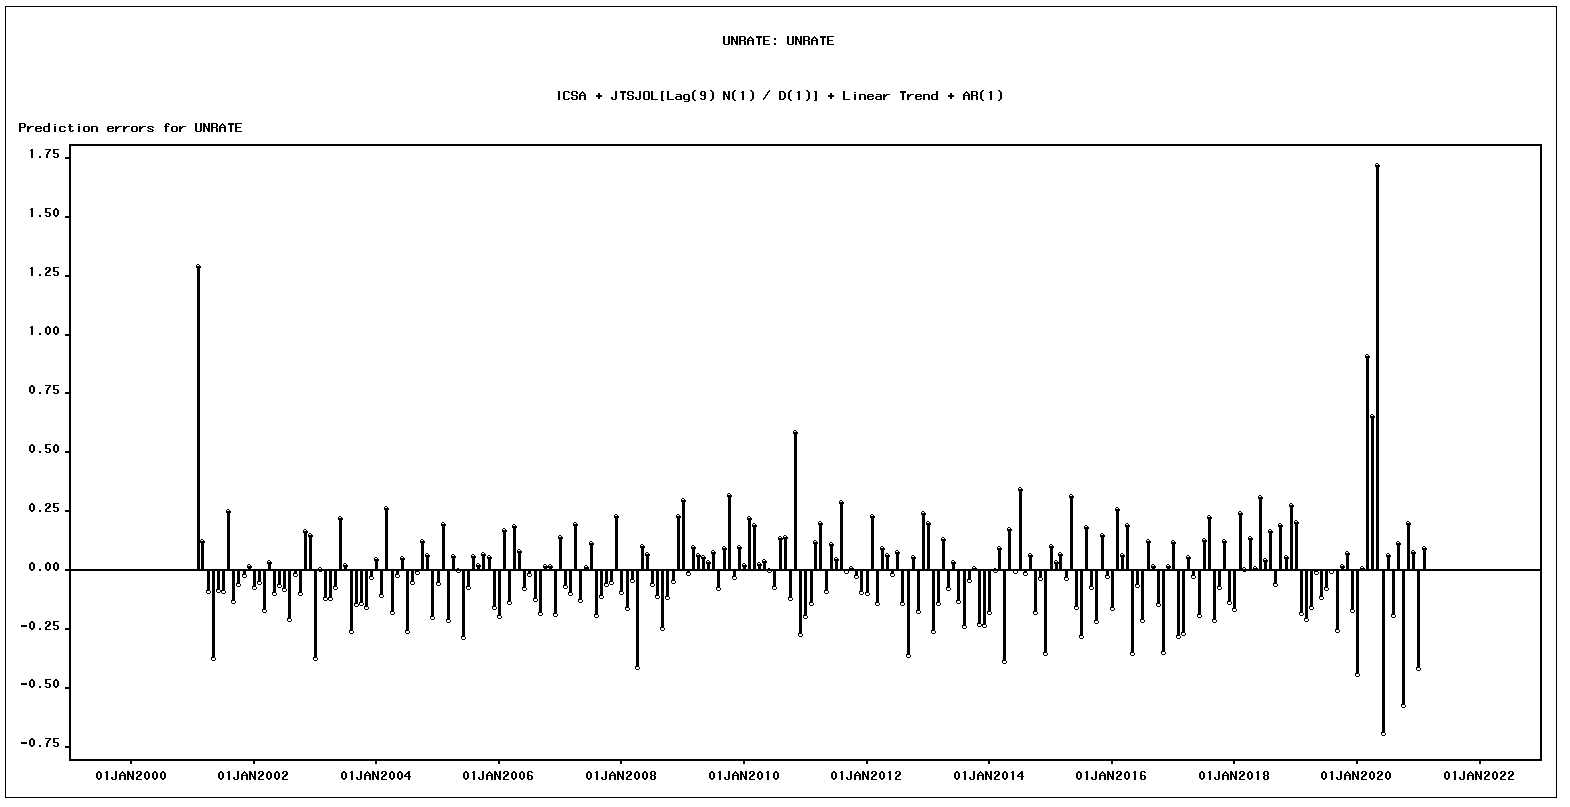 UNRATE: UNRATE
ICSA + JTSJOL[Lag(9) N(1) / D(1)] + Linear Trend + AR(1)
Prediction errors for UNRATE
1.75
1.50
1.25
1.00
0.75
0.50
0.25
0.00
-0.25
-0.50
-0.75
01JAN2000 01JAN2002 01JAN2004 01JAN2006 01JAN2008 01JAN2010 01JAN2012 01JAN2014 01JAN2016 01JAN2018 01JAN2020 01JAN2022